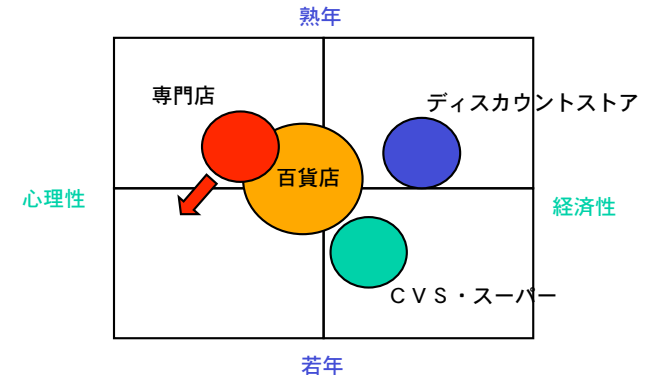 熟年
専門店
ディスカウントストア
百貨店
心理性
経済性
ＣＶＳ・スーパー
若年